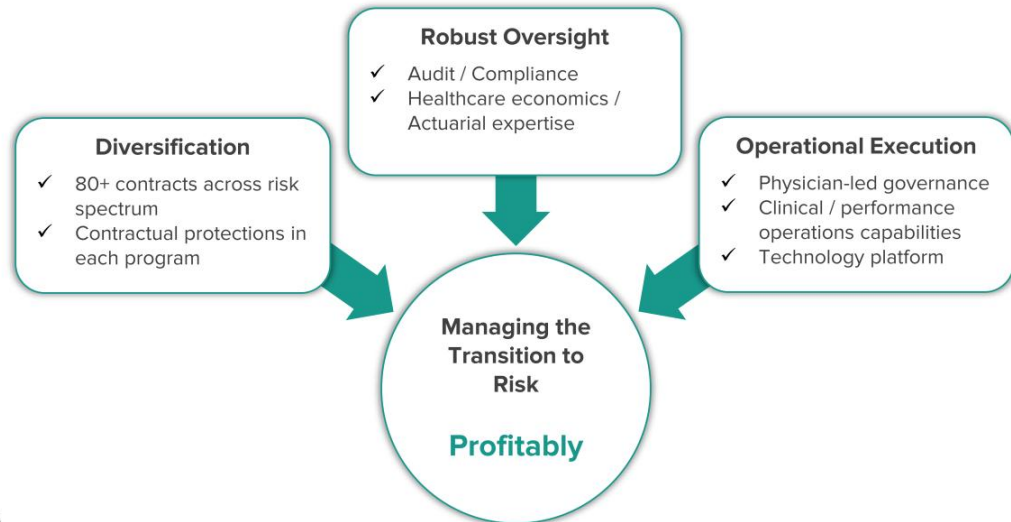 Robust Oversight
✓ Audit / Compliance
✓ Healthcare economics /
Actuarial expertise
Diversification
✓ 80+ contracts across risk
spectrum
✓ Contractual protections in
each program
Operational Execution
✓ Physician-led governance
✓ Clinical / performance
operations capabilities
✓ Technology platform
Managing the
Transition to
Risk
Profitably